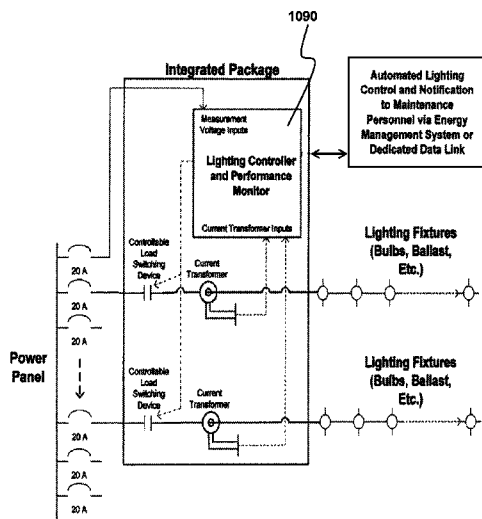 1090
Integrated Package
Measurement
Voltage Inputs
Lighting Controller
and Performance
Monitor
Current Transformer Inputs
Automated Lighting
Control and Notification
to Maintenance
Personnel via Energy
Management System or
Dedicated Data Link
Controllable
Load
Switching
Device
Current
Transformer
Lighting Fixtures
(Bulbs, Ballast,
Etc.)
20 A
20 A
20 A
Power
Panel
Controllable
Load
Switching
Device
Current
Transformer
Lighting Fixtures
(Bulbs, Ballast,
Etc.)
20 A
20 A
20 A